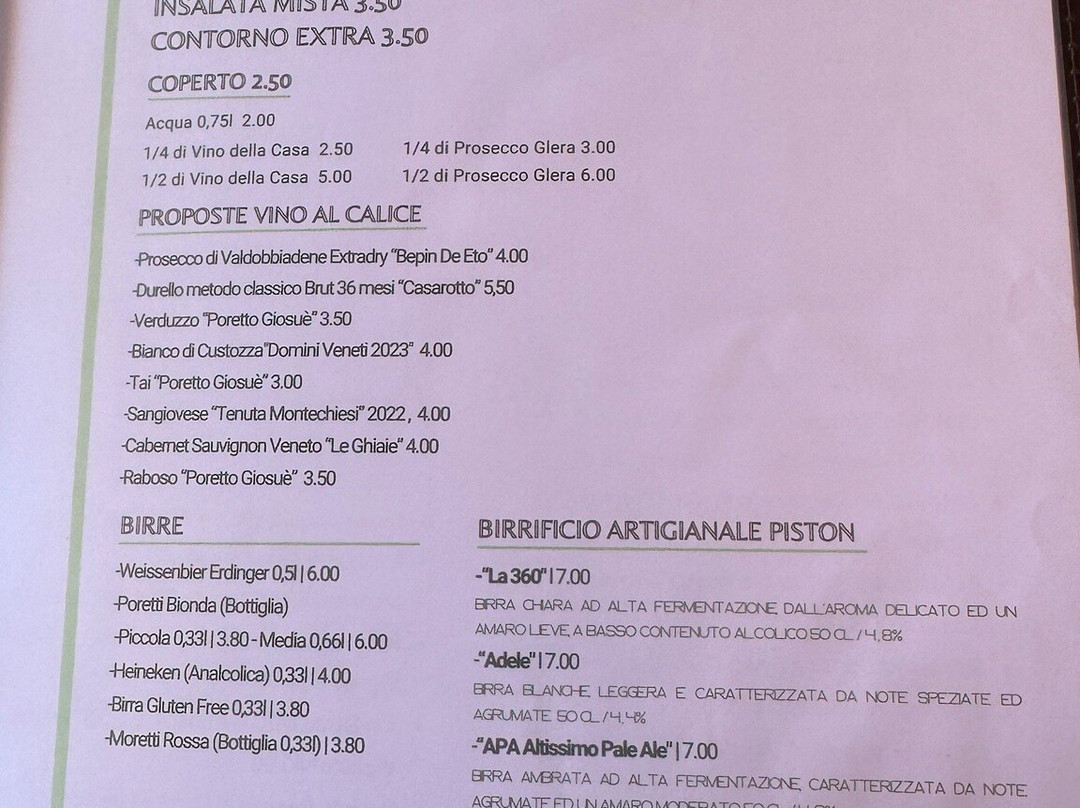 INSALATA MISTA 3.50
CONTORNO EXTRA 3.50
COPERTO 2.50
Acqua 0,75l 2.00
1/4 di Vino della Casa 2.50 1/4 di Prosecco Glera 3.00
1/2 di Vino della Casa 5.00 1/2 di Prosecco Glera 6.00
PROPOSTE VINO AL CALICE
-Prosecco di Valdobbiadene Extradry "Bepin De Eto" 4.00
-Durello metodo classico Brut 36 mesi "Casarotto" 5,50
-Verduzzo "Poretto Giosuè" 3.50
-Bianco di Custozza"Domini Veneti 2023" 4.00
-Tai "Poretto Giosuè" 3.00
-Sangiovese "Tenuta Montechiesi" 2022, 4.00
-Cabernet Sauvignon Veneto "Le Ghiaie" 4.00
-Raboso "Poretto Giosuè" 3.50
BIRRE
-Weissenbier Erdinger 0,5l | 6.00
-Poretti Bionda (Bottiglia)
-Piccola 0,33l | 3.80 - Media 0,66l | 6.00
-Heineken (Analcolica) 0,33l | 4.00
-Birra Gluten Free 0,33l | 3.80
-Moretti Rossa (Bottiglia 0,33l) | 3.80
BIRRIFICIO ARTIGIANALE PISTON
-"La 360" | 7.00
BIRRA CHIARA AD ALTA FERMENTAZIONE, DALL'AROMA DELICATO ED UN
AMARO LIEVE, A BASSO CONTENUTO ALCOLICO 50 CL / 4,8%
-"Adele" | 7.00
BIRRA BLANCHE, LEGGERA E CARATTERIZZATA DA NOTE SPEZIATE ED
AGRUMATE 50 CL / 4,4%
-"APA Altissimo Pale Ale" | 7.00
BIRRA AMBRATA AD ALTA FERMENTAZIONE, CARATTERIZZATA DA NOTE
AGRUMATE ED UN AMARO MODERATO 50 CL /